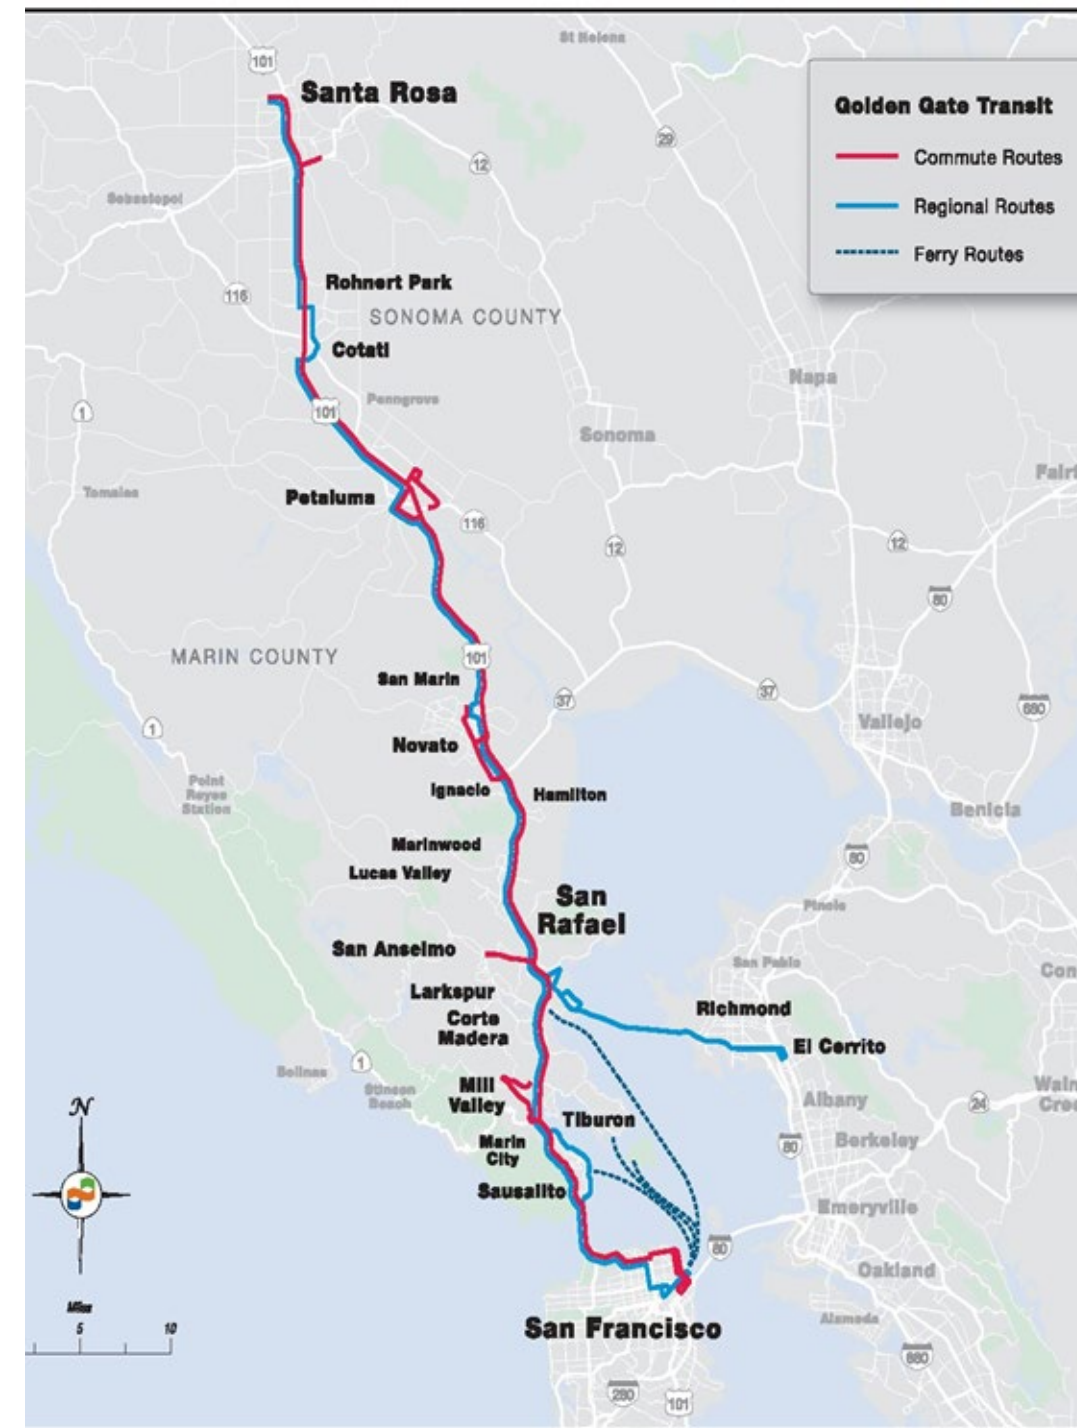 101
St Helena
Santa Rosa
Golden Gate Transit
Commute Routes
Regional Routes
Ferry Routes
29
12
Sebastopol
Rohnert Park
116
SONOMA COUNTY
Cotati
Napa
1
Penngrove
101
Sonoma
Tomales
Petaluma
116
12
12
80
MARIN COUNTY
101
San Marin
37
37
680
1
Novato
Vallejo
Point
Reyes
Station
Ignacio
Hamilton
Benicia
Marinwood
80
Lucas Valley
San
Rafael
Pinole
San Anselmo
San Pablo
Larkspur
Richmond
Corte
Madera
El Cerrito
Bolinas
1
Stinson
Beach
Mill
Valley
24
Albany
N
Tiburon
80
Berkeley
Marin
City
Sausalito
Emeryville
80
Oakland
Miles
5
10
San Francisco
Alameda
880
280
101